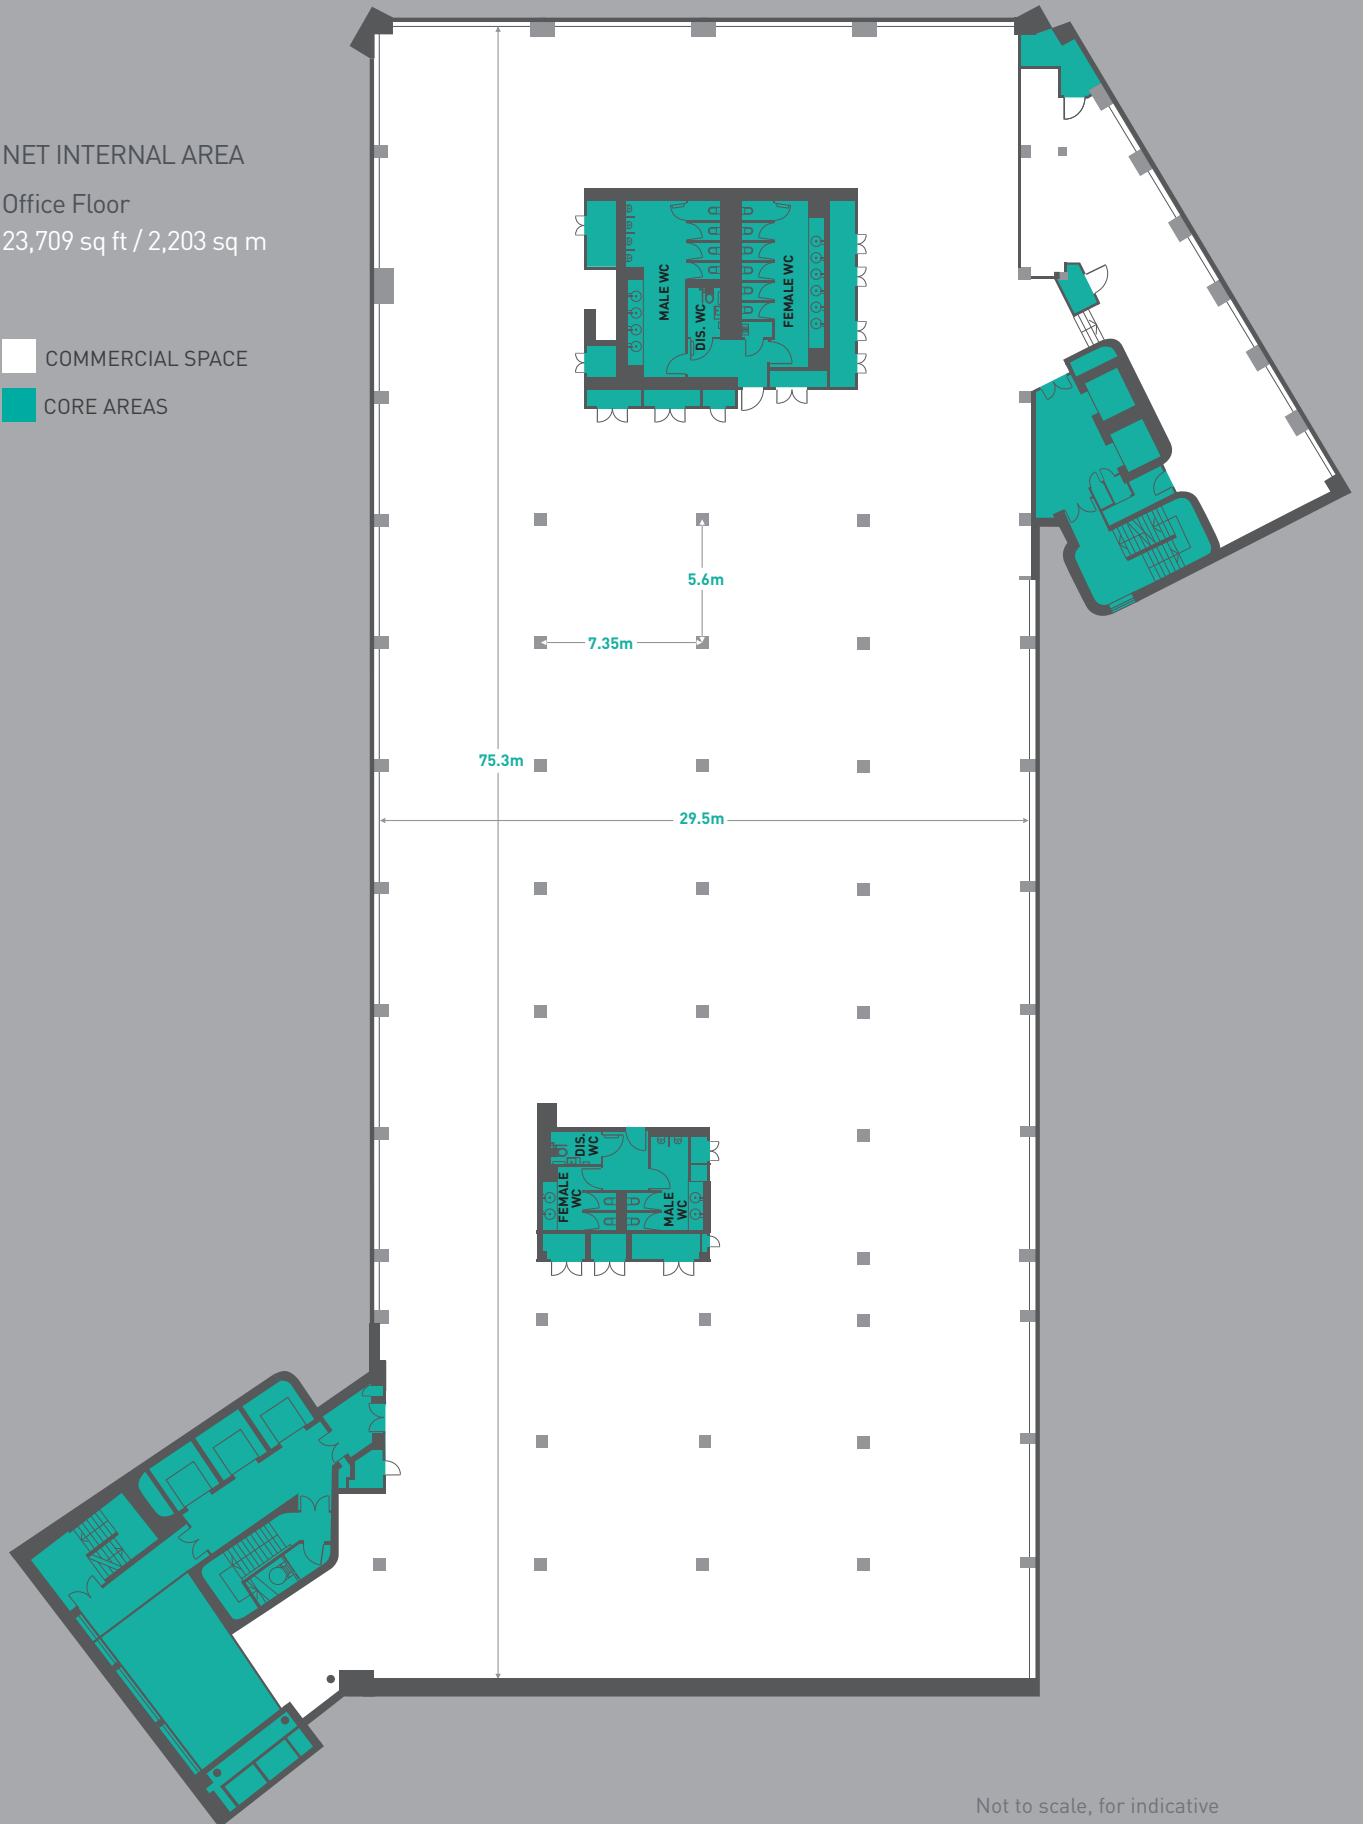 NET INTERNAL AREA
Office Floor
23,709 sq ft / 2,203 sq m
COMMERCIAL SPACE
CORE AREAS
MALE WC
DIS. WC
FEMALE WC
5.6m
7.35m
75.3m
29.5m
DIS.
WC
FEMALE
WC
MALE
WC
Not to scale, for indicative